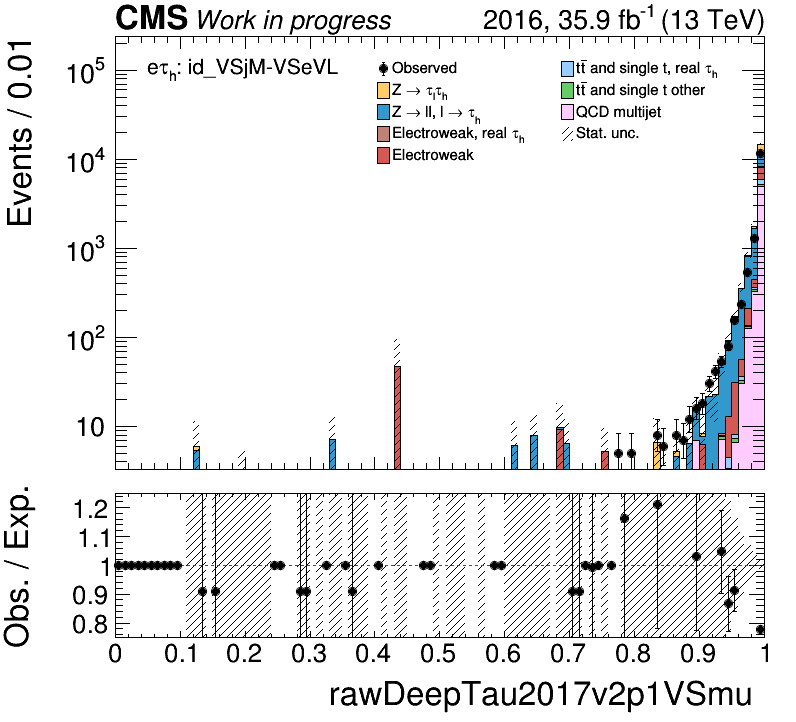 CMS Work in progress
2016, 35.9 fb⁻¹ (13 TeV)
eτₕ: id_VSjM-VSeVL
Observed
Z → τₗτₕ
Z → ll, l → τₕ
Electroweak, real τₕ
Electroweak
tt̄ and single t, real τₕ
tt̄ and single t other
QCD multijet
Stat. unc.
Events / 0.01
10⁵
10⁴
10³
10²
10
Obs. / Exp.
1.2
1.1
1
0.9
0.8
0 0.1 0.2 0.3 0.4 0.5 0.6 0.7 0.8 0.9 1
rawDeepTau2017v2p1VSmu